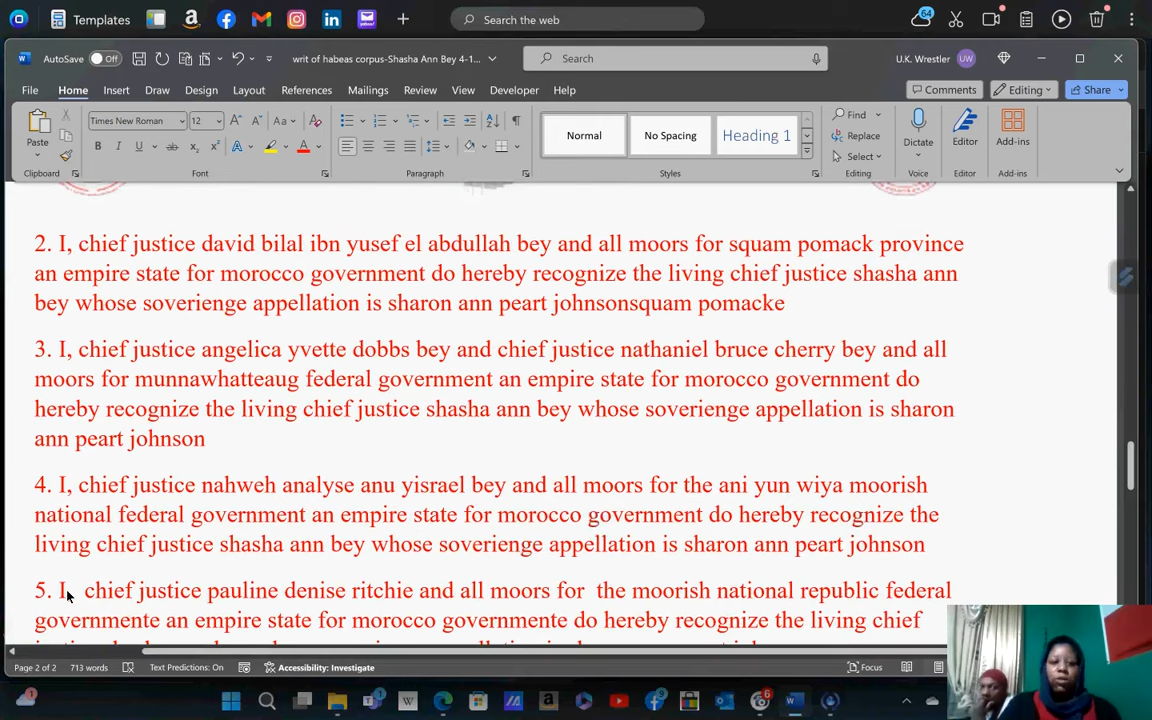 Templates
Search the web
64
AutoSave Off
writ of habeas corpus-Shasha Ann Bey 4-1...
Search
U.K. Wrestler
UW
File Home Insert Draw Design Layout References Mailings Review View Developer Help
Comments
Editing
Share
Paste
Times New Roman 12
Normal
No Spacing
Heading 1
Find
Replace
Select
Dictate
Editor
Add-ins
Clipboard
Font
Paragraph
Styles
Editing
Voice
Editor
Add-ins
2. I, chief justice david bilal ibn yusef el abdullah bey and all moors for squam pomack province
an empire state for morocco government do hereby recognize the living chief justice shasha ann
bey whose soverienge appellation is sharon ann peart johnsonsquam pomacke
3. I, chief justice angelica yvette dobbs bey and chief justice nathaniel bruce cherry bey and all
moors for munnawhatteaug federal government an empire state for morocco government do
hereby recognize the living chief justice shasha ann bey whose soverienge appellation is sharon
ann peart johnson
4. I, chief justice nahweh analyse anu yisrael bey and all moors for the ani yun wiya moorish
national federal government an empire state for morocco government do hereby recognize the
living chief justice shasha ann bey whose soverienge appellation is sharon ann peart johnson
5. I, chief justice pauline denise ritchie and all moors for the moorish national republic federal
governmente an empire state for morocco governmente do hereby recognize the living chief
Page 2 of 2 713 words Text Predictions: On Accessibility: Investigate Focus